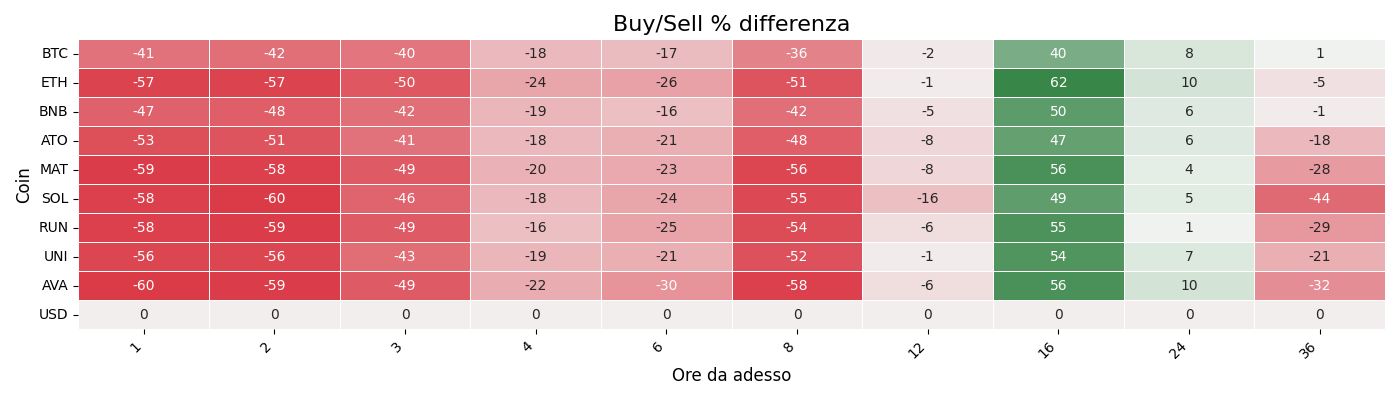 Buy/Sell % differenza
Coin
BTC -41 -42 -40 -18 -17 -36 -2 40 8 1
ETH -57 -57 -50 -24 -26 -51 -1 62 10 -5
BNB -47 -48 -42 -19 -16 -42 -5 50 6 -1
ATO -53 -51 -41 -18 -21 -48 -8 47 6 -18
MAT -59 -58 -49 -20 -23 -56 -8 56 4 -28
SOL -58 -60 -46 -18 -24 -55 -16 49 5 -44
RUN -58 -59 -49 -16 -25 -54 -6 55 1 -29
UNI -56 -56 -43 -19 -21 -52 -1 54 7 -21
AVA -60 -59 -49 -22 -30 -58 -6 56 10 -32
USD 0 0 0 0 0 0 0 0 0 0
1 2 3 4 6 8 12 16 24 36
Ore da adesso